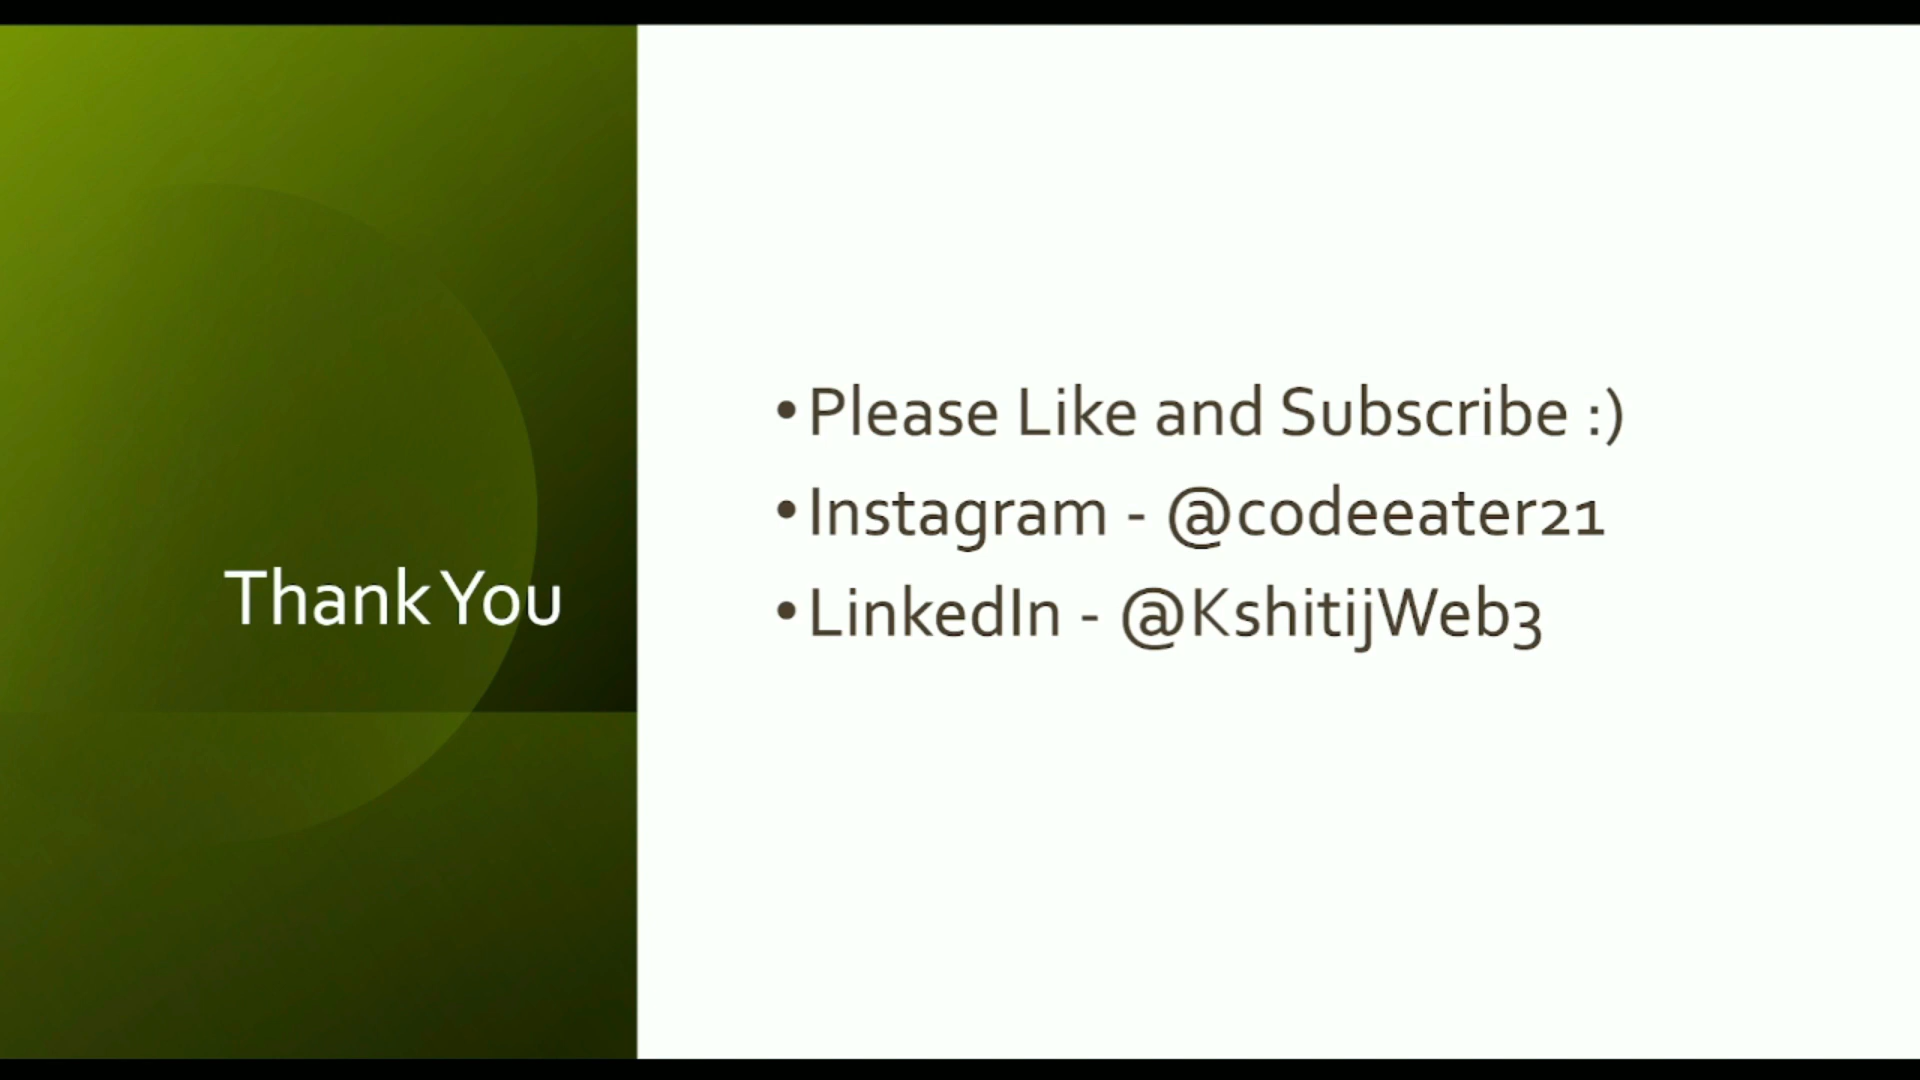 Thank You
• Please Like and Subscribe :)
• Instagram - @codeeater21
• LinkedIn - @KshitijWeb3